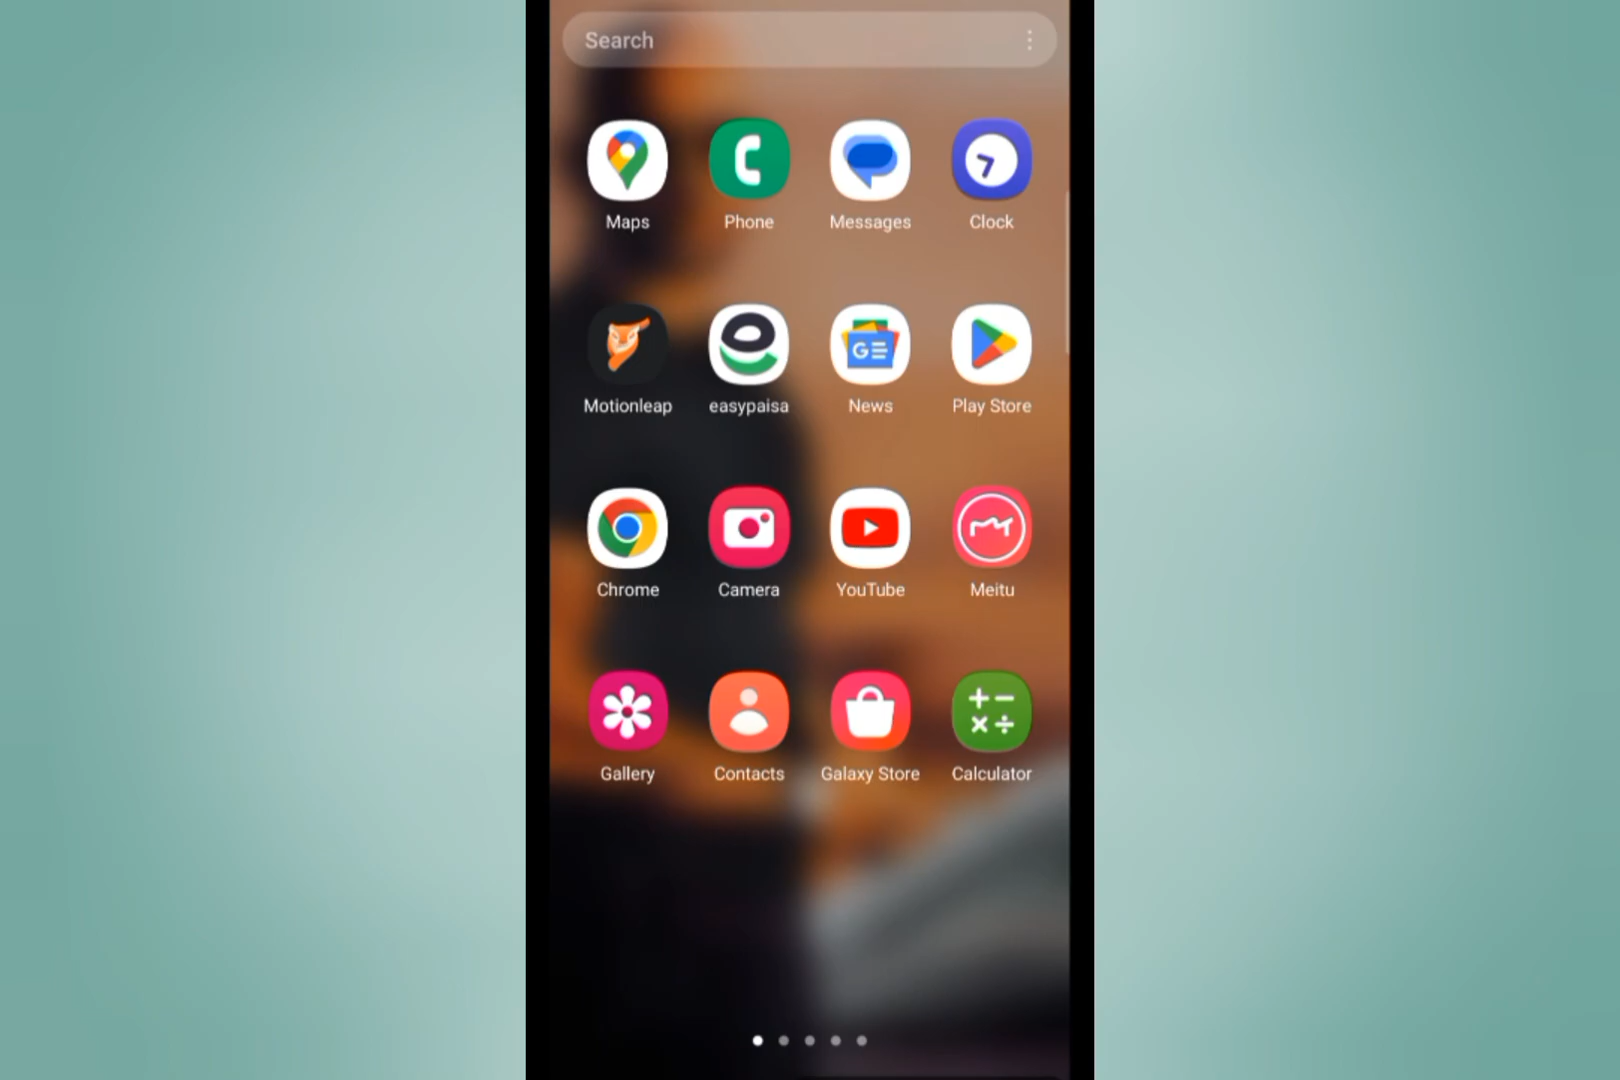 Search
Maps
Phone
Messages
Clock
Motionleap
easypaisa
News
Play Store
Chrome
Camera
YouTube
Meitu
Gallery
Contacts
Galaxy Store
Calculator